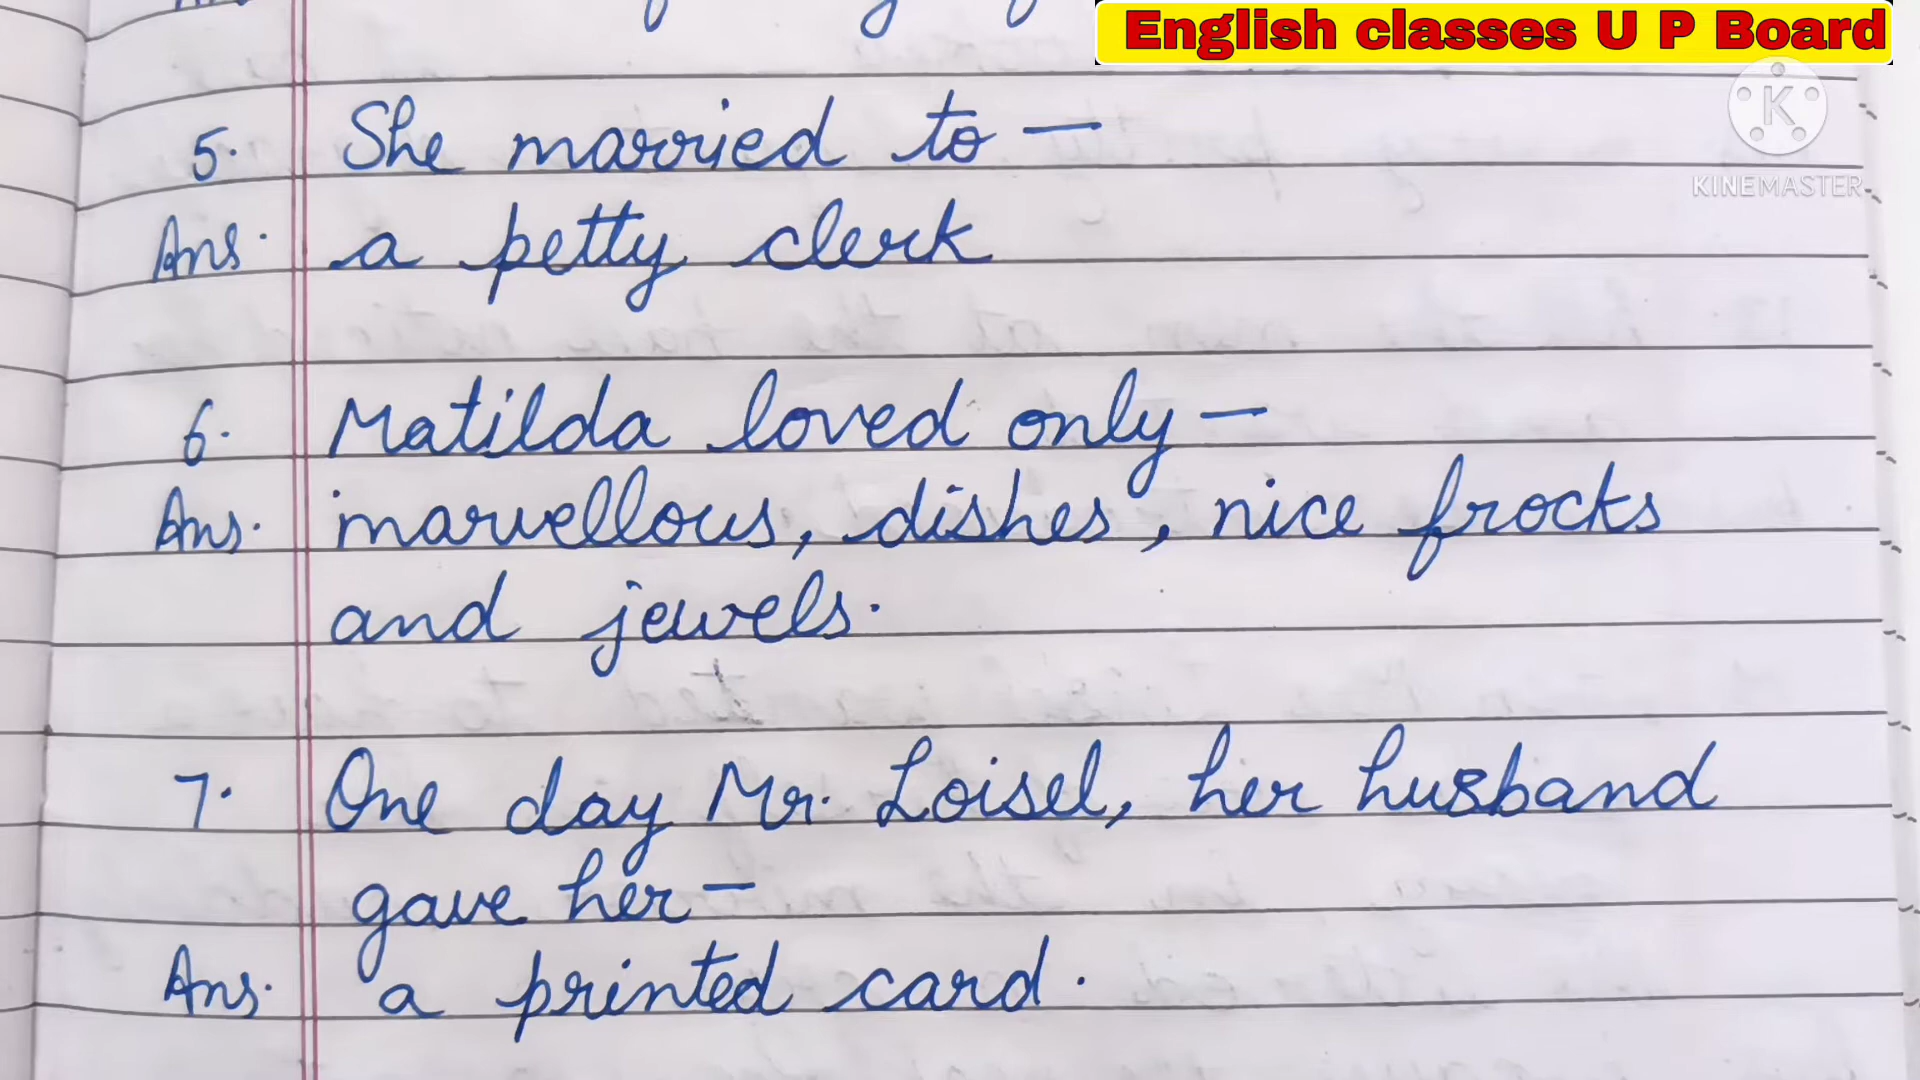 English classes U P Board
KINEMASTER
5. She married to —
Ans. a petty clerk
6. Matilda loved only —
Ans. marvellous, dishes, nice frocks
and jewels.
7. One day Mr. Loisel, her husband
gave her —
Ans. a printed card.